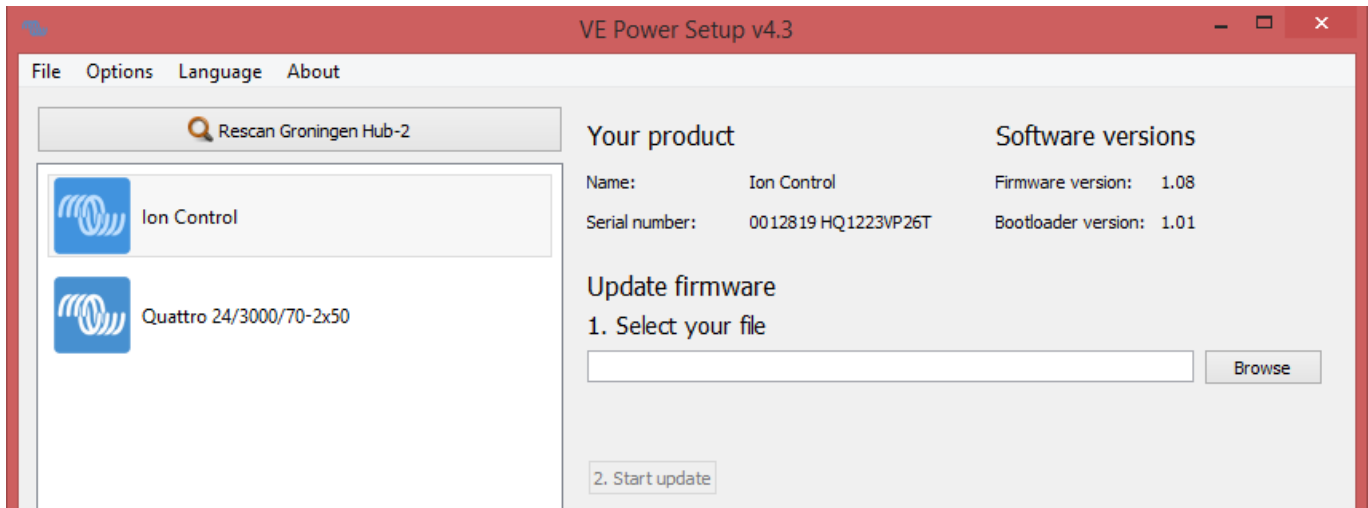 VE Power Setup v4.3
File Options Language About
Rescan Groningen Hub-2
Ion Control
Quattro 24/3000/70-2x50
Your product
Name: Ion Control
Serial number: 0012819 HQ1223VP26T
Software versions
Firmware version: 1.08
Bootloader version: 1.01
Update firmware
1. Select your file
Browse
2. Start update